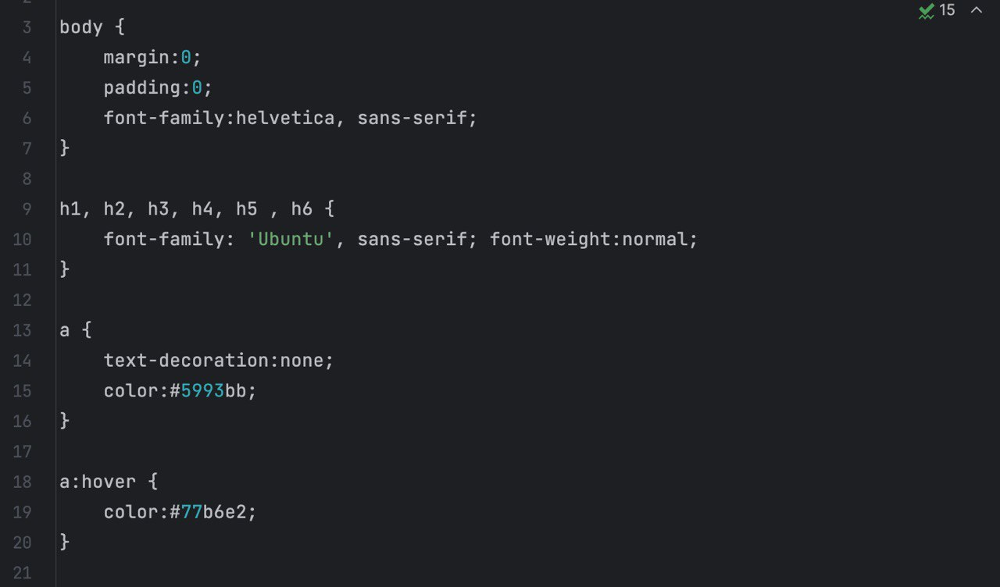 15
3 body {
4     margin:0;
5     padding:0;
6     font-family:helvetica, sans-serif;
7 }
8
9 h1, h2, h3, h4, h5 , h6 {
10     font-family: 'Ubuntu', sans-serif; font-weight:normal;
11 }
12
13 a {
14     text-decoration:none;
15     color:#5993bb;
16 }
17
18 a:hover {
19     color:#77b6e2;
20 }
21